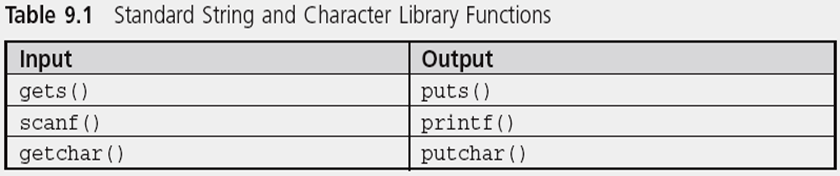 Table 9.1 Standard String and Character Library Functions
Input Output
gets() puts()
scanf() printf()
getchar() putchar()